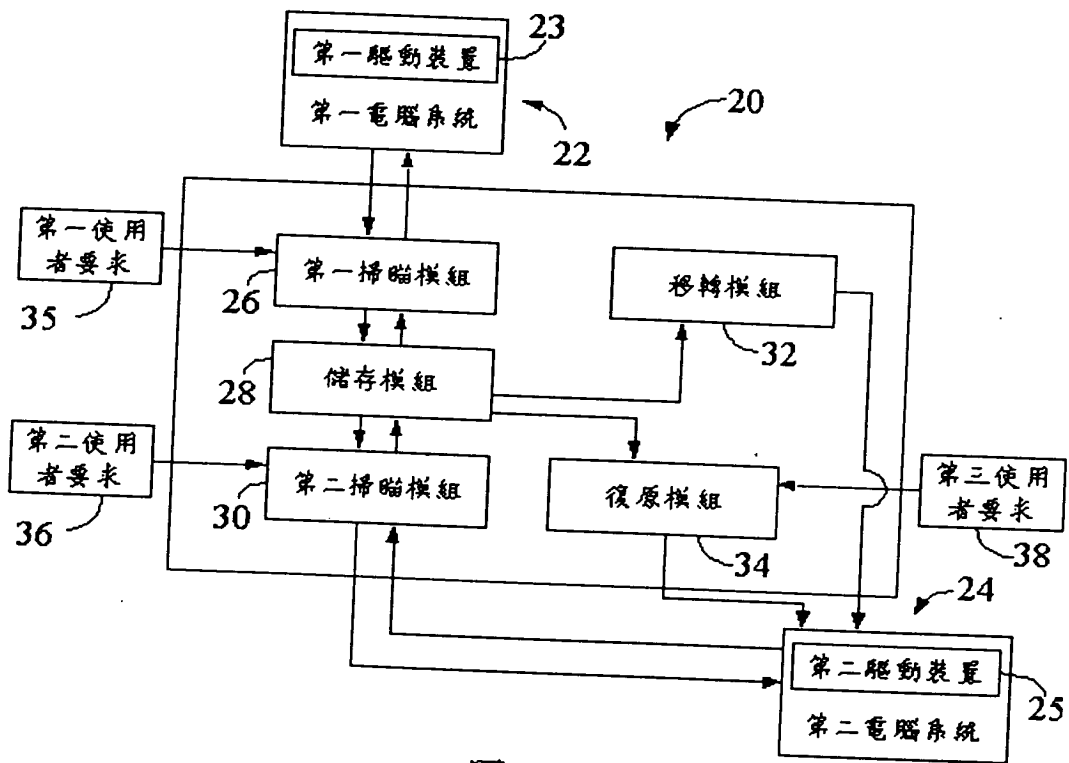 第一驅動裝置
23
第一電腦系統
22
20
第一使用
者要求
35
第一掃瞄模組
26
移轉模組
32
儲存模組
28
第二使用
者要求
36
第二掃瞄模組
30
復原模組
34
第三使用
者要求
38
24
第二驅動裝置
25
第二電腦系統